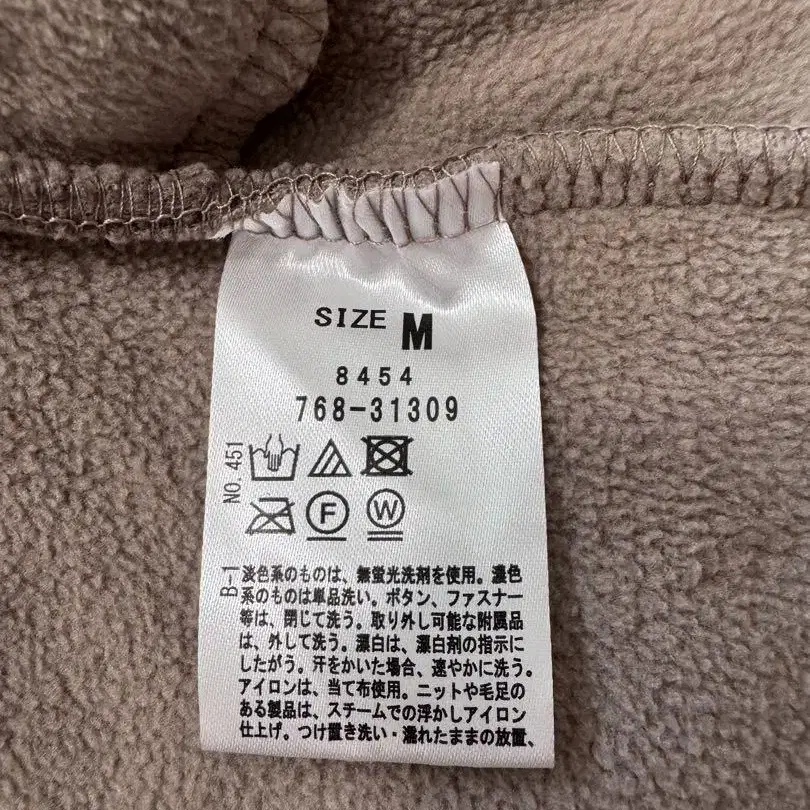 SIZE M
8454
768-31309
NO.451
F W
B-1
淡色系のものは、無蛍光洗剤を使用。濃色
系のものは単品洗い。ボタン、ファスナー
等は、閉じて洗う。取り外し可能な附属品
は、外して洗う。漂白は、漂白剤の指示に
したがう。汗をかいた場合、速やかに洗う。
アイロンは、当て布使用。ニットや毛足の
ある製品は、スチームでの浮かしアイロン
仕上げ。つけ置き洗い・濡れたままの放置、